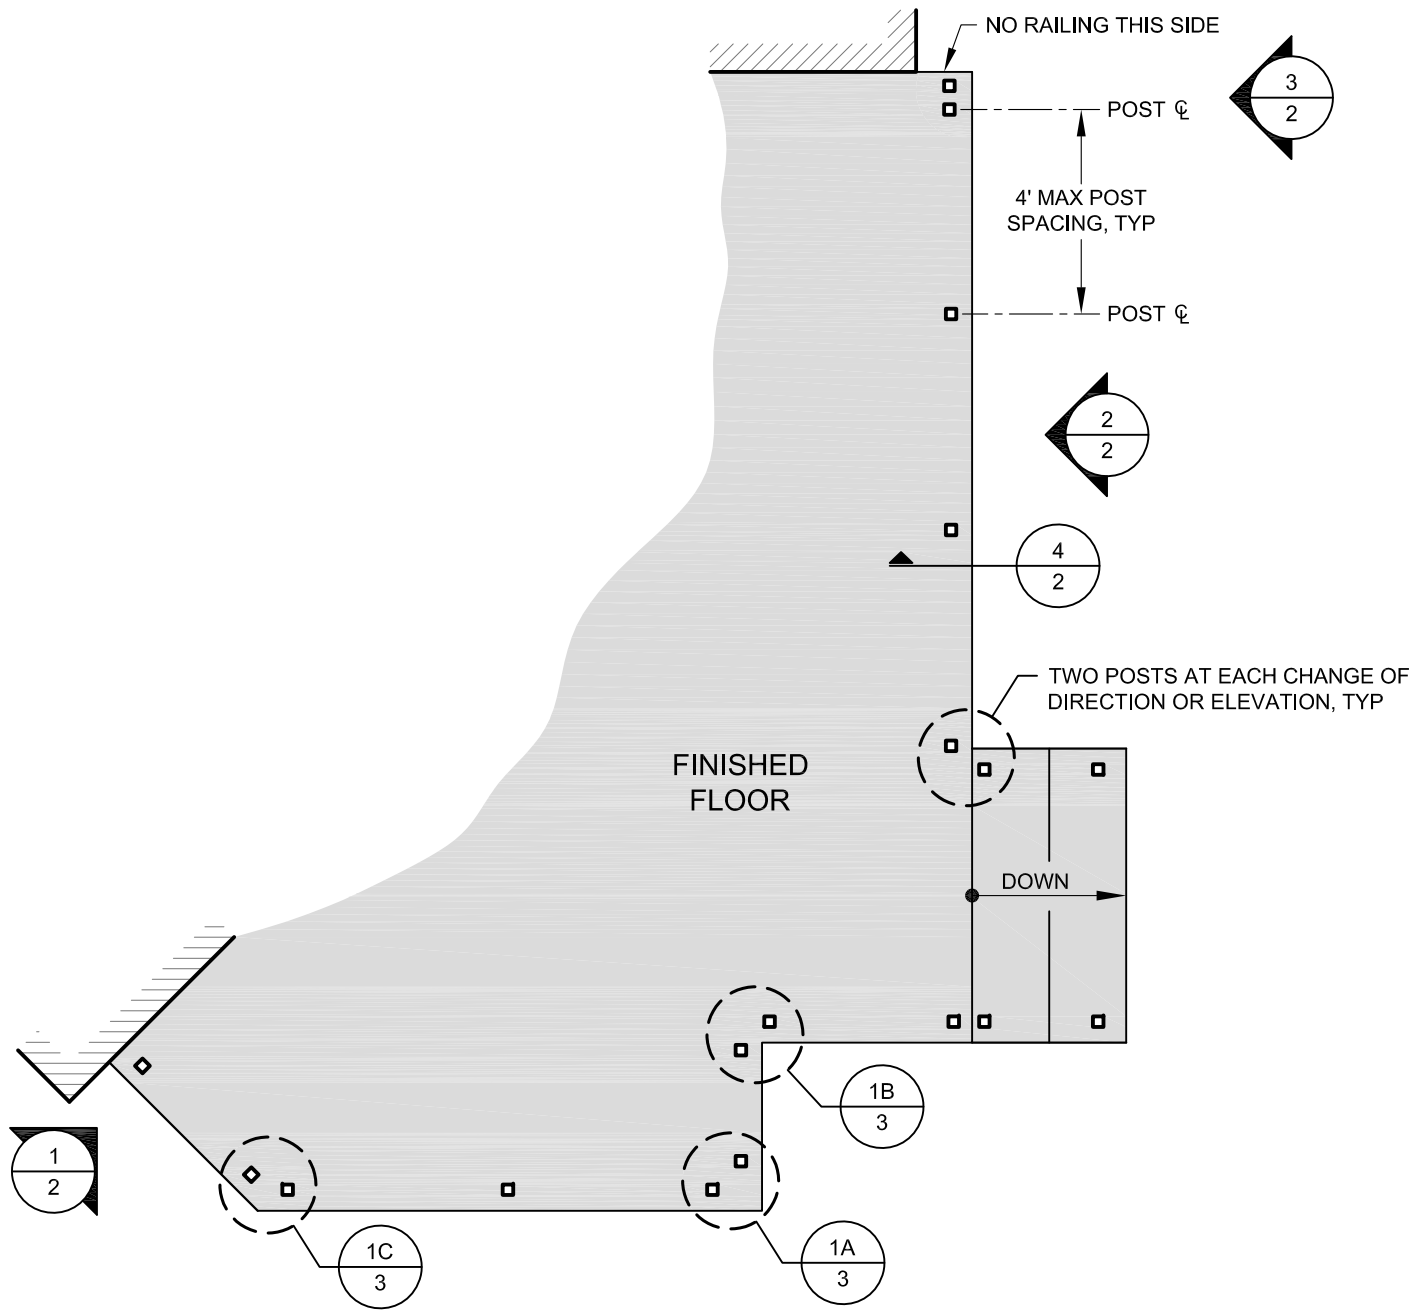 NO RAILING THIS SIDE
3
2
POST ℄
4' MAX POST
SPACING, TYP
POST ℄
2
2
4
2
TWO POSTS AT EACH CHANGE OF
DIRECTION OR ELEVATION, TYP
FINISHED
FLOOR
DOWN
1B
3
1
2
1C
3
1A
3